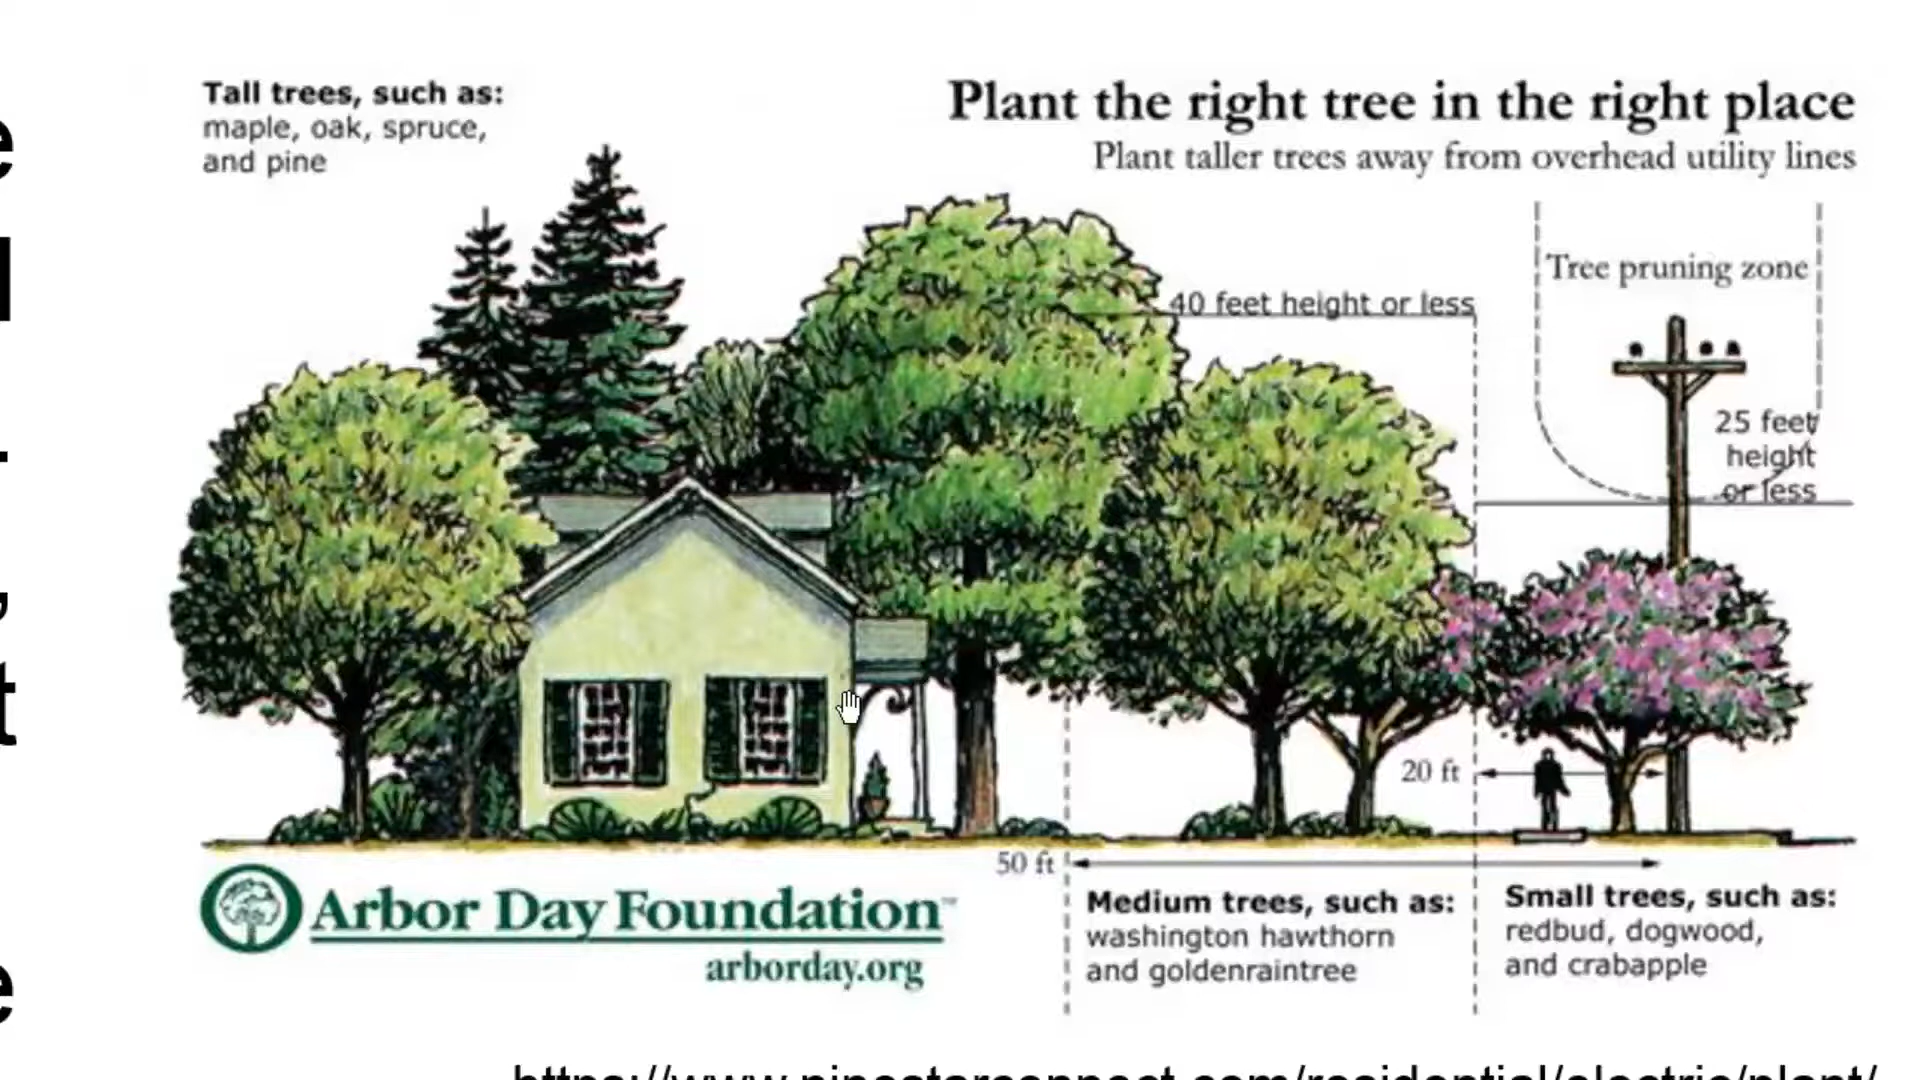 Tall trees, such as:
maple, oak, spruce,
and pine
Plant the right tree in the right place
Plant taller trees away from overhead utility lines
Tree pruning zone
40 feet height or less
25 feet
height
or less
20 ft
50 ft
Medium trees, such as:
washington hawthorn
and goldenraintree
Small trees, such as:
redbud, dogwood,
and crabapple
Arbor Day Foundation™
arborday.org